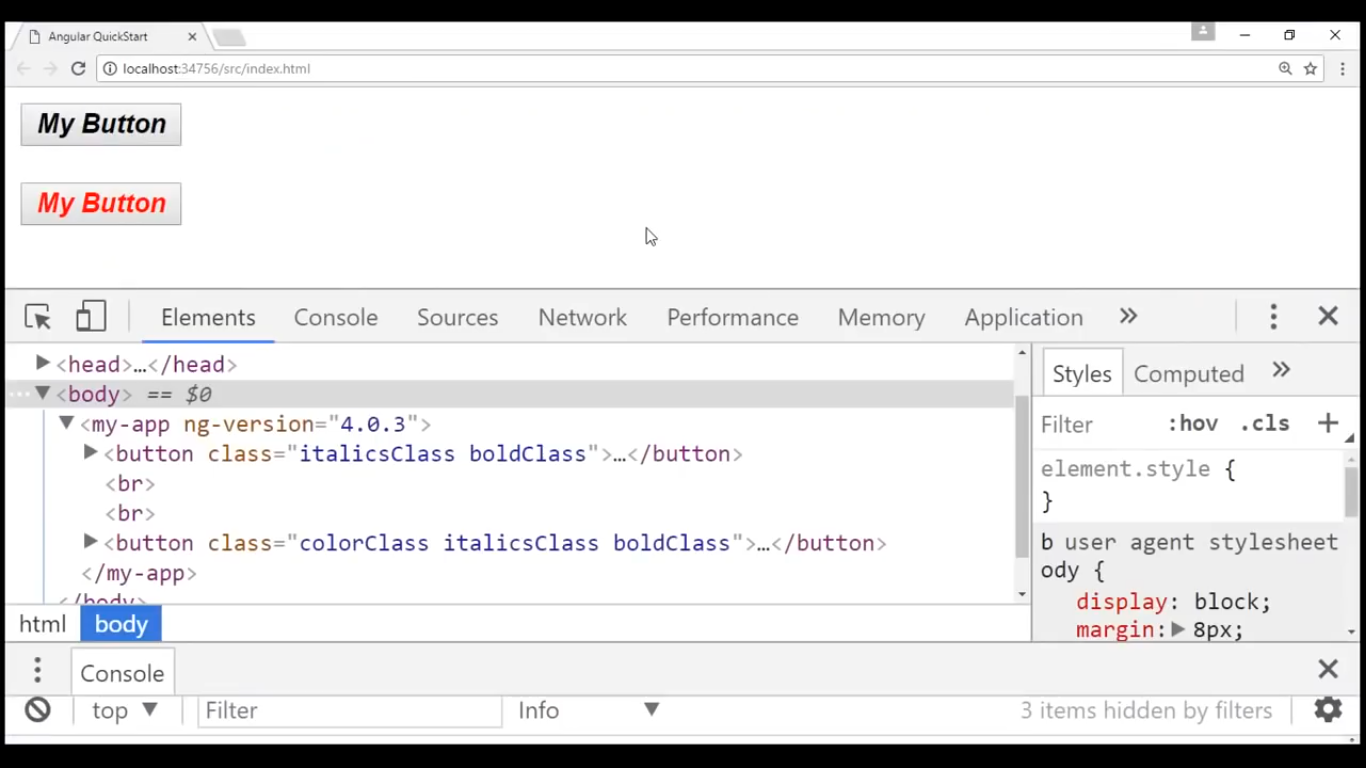 Angular QuickStart
localhost:34756/src/index.html
My Button
My Button
Elements Console Sources Network Performance Memory Application »
<head>…</head>
… <body> == $0
<my-app ng-version="4.0.3">
<button class="italicsClass boldClass">…</button>
<br>
<br>
<button class="colorClass italicsClass boldClass">…</button>
</my-app>
</body>
html body
Styles Computed »
Filter :hov .cls +
element.style {
}
b user agent stylesheet
ody {
display: block;
margin: 8px;
Console
top Filter Info 3 items hidden by filters